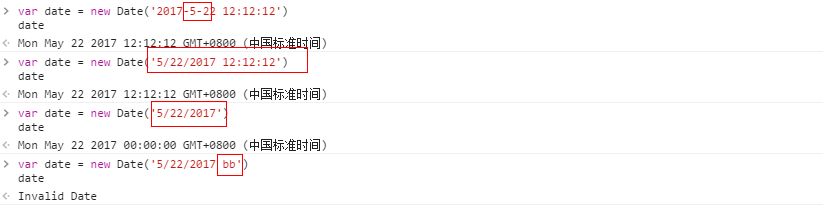 > var date = new Date('2017-5-22 12:12:12')
date
Mon May 22 2017 12:12:12 GMT+0800 (中国标准时间)
> var date = new Date('5/22/2017 12:12:12')
date
Mon May 22 2017 12:12:12 GMT+0800 (中国标准时间)
> var date = new Date('5/22/2017')
date
Mon May 22 2017 00:00:00 GMT+0800 (中国标准时间)
> var date = new Date('5/22/2017 bb')
date
Invalid Date